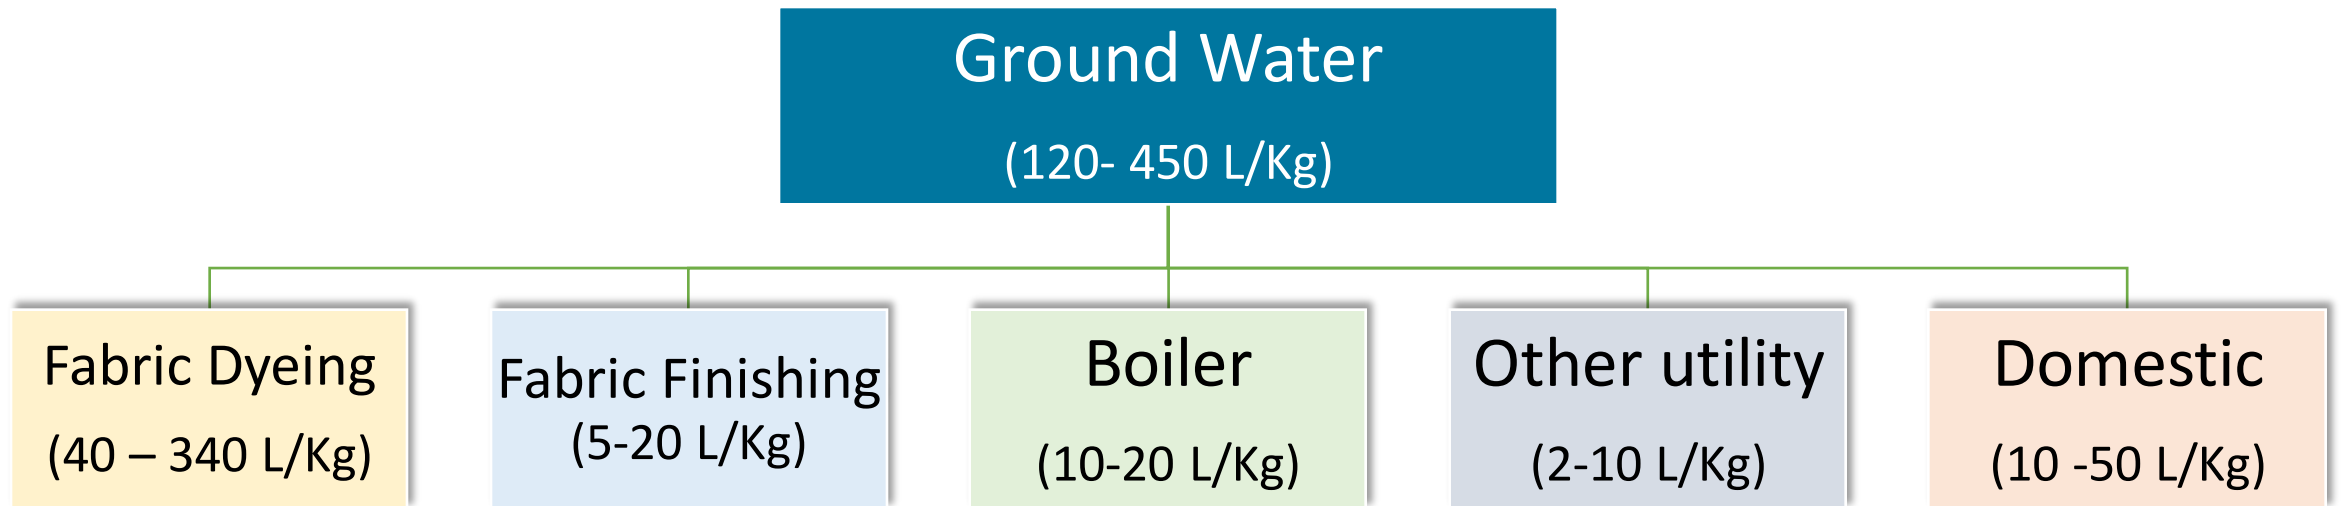 Ground Water
(120- 450 L/Kg)
Fabric Dyeing
(40 – 340 L/Kg)
Fabric Finishing
(5-20 L/Kg)
Boiler
(10-20 L/Kg)
Other utility
(2-10 L/Kg)
Domestic
(10 -50 L/Kg)